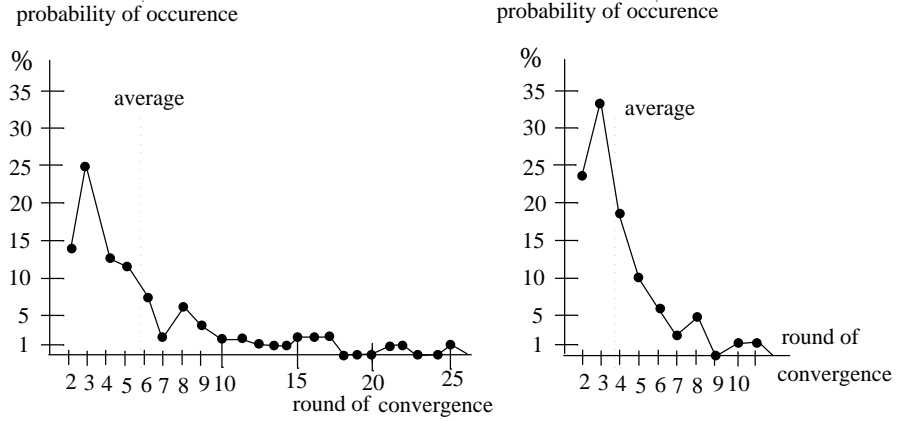 probability of occurence
%
average
35
30
25
20
15
10
5
1
2 3 4 5 6 7 8 9 10 15 20 25
round of convergence
probability of occurence
%
average
35
30
25
20
15
10
5
1
2 3 4 5 6 7 8 9 10
round of
convergence